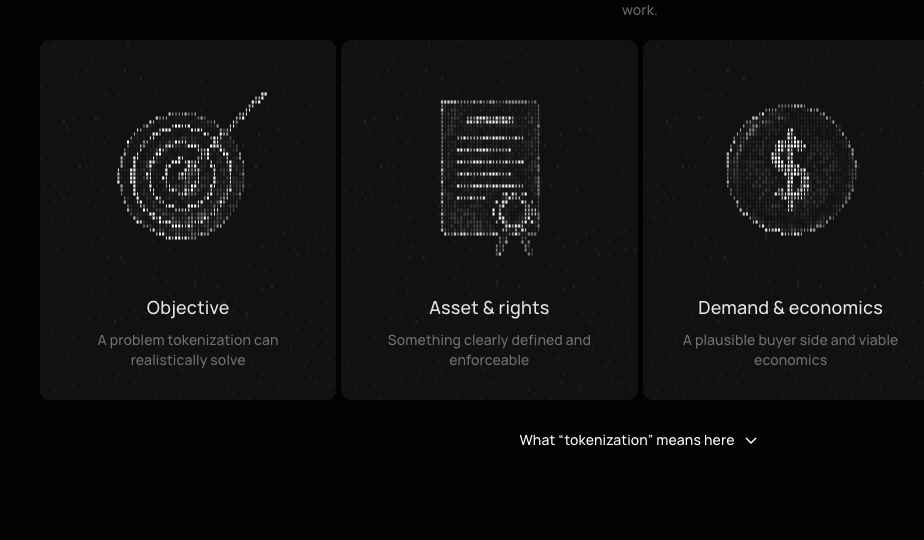 work.
Objective
A problem tokenization can
realistically solve
Asset & rights
Something clearly defined and
enforceable
Demand & economics
A plausible buyer side and viable
economics
What “tokenization” means here